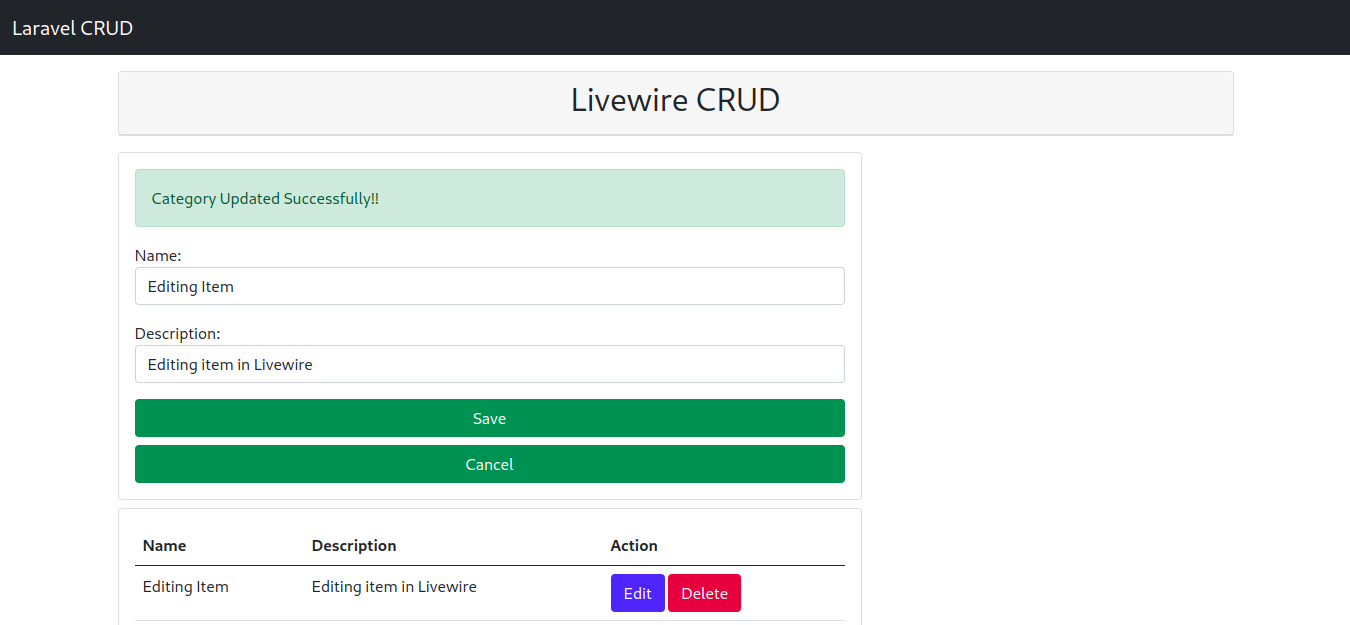 Laravel CRUD
Livewire CRUD
Category Updated Successfully!!
Name:
Editing Item
Description:
Editing item in Livewire
Save
Cancel
Name Description Action
Editing Item Editing item in Livewire Edit Delete